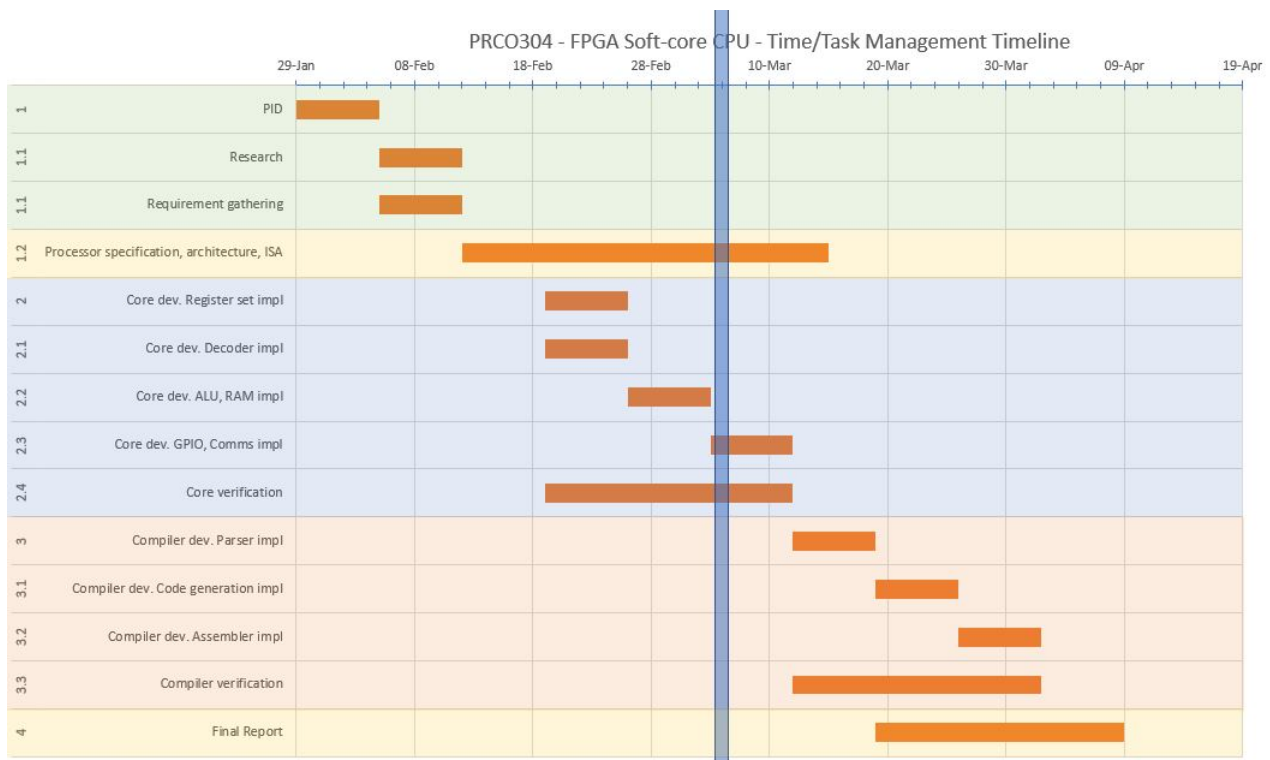 PRCO304 - FPGA Soft-core CPU - Time/Task Management Timeline
29-Jan 08-Feb 18-Feb 28-Feb 10-Mar 20-Mar 30-Mar 09-Apr 19-Apr
1 PID
1.1 Research
1.1 Requirement gathering
1.2 Processor specification, architecture, ISA
2 Core dev. Register set impl
2.1 Core dev. Decoder impl
2.2 Core dev. ALU, RAM impl
2.3 Core dev. GPIO, Comms impl
2.4 Core verification
3 Compiler dev. Parser impl
3.1 Compiler dev. Code generation impl
3.2 Compiler dev. Assembler impl
3.3 Compiler verification
4 Final Report